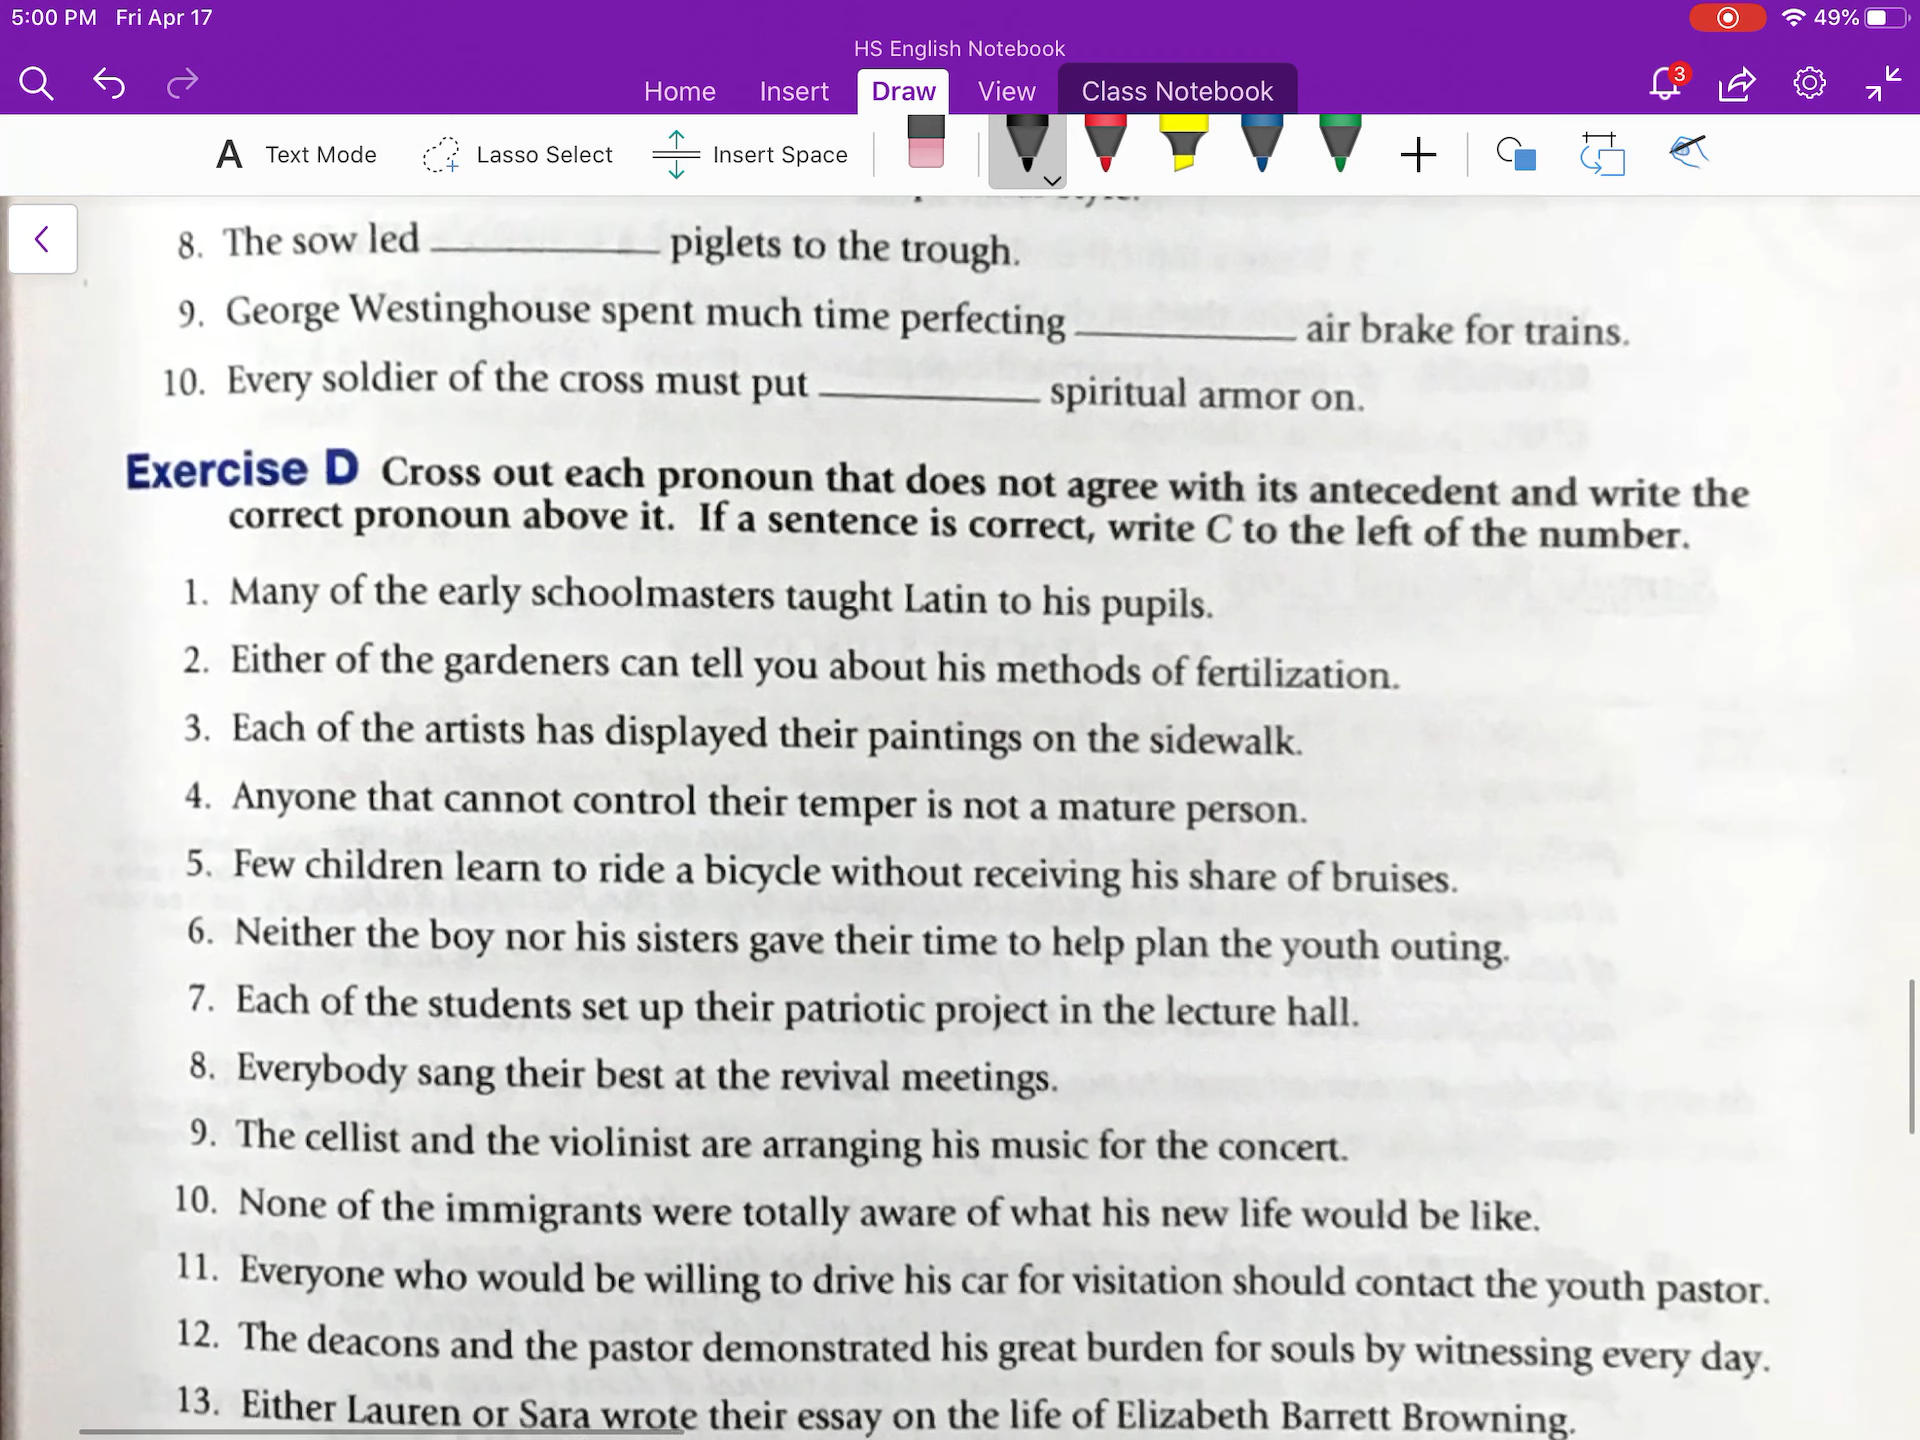 5:00 PM Fri Apr 17
49%
HS English Notebook
Home Insert Draw View Class Notebook
3
A Text Mode Lasso Select Insert Space
8. The sow led ________ piglets to the trough.
9. George Westinghouse spent much time perfecting ________ air brake for trains.
10. Every soldier of the cross must put ________ spiritual armor on.
Exercise D Cross out each pronoun that does not agree with its antecedent and write the
correct pronoun above it. If a sentence is correct, write C to the left of the number.
1. Many of the early schoolmasters taught Latin to his pupils.
2. Either of the gardeners can tell you about his methods of fertilization.
3. Each of the artists has displayed their paintings on the sidewalk.
4. Anyone that cannot control their temper is not a mature person.
5. Few children learn to ride a bicycle without receiving his share of bruises.
6. Neither the boy nor his sisters gave their time to help plan the youth outing.
7. Each of the students set up their patriotic project in the lecture hall.
8. Everybody sang their best at the revival meetings.
9. The cellist and the violinist are arranging his music for the concert.
10. None of the immigrants were totally aware of what his new life would be like.
11. Everyone who would be willing to drive his car for visitation should contact the youth pastor.
12. The deacons and the pastor demonstrated his great burden for souls by witnessing every day.
13. Either Lauren or Sara wrote their essay on the life of Elizabeth Barrett Browning.